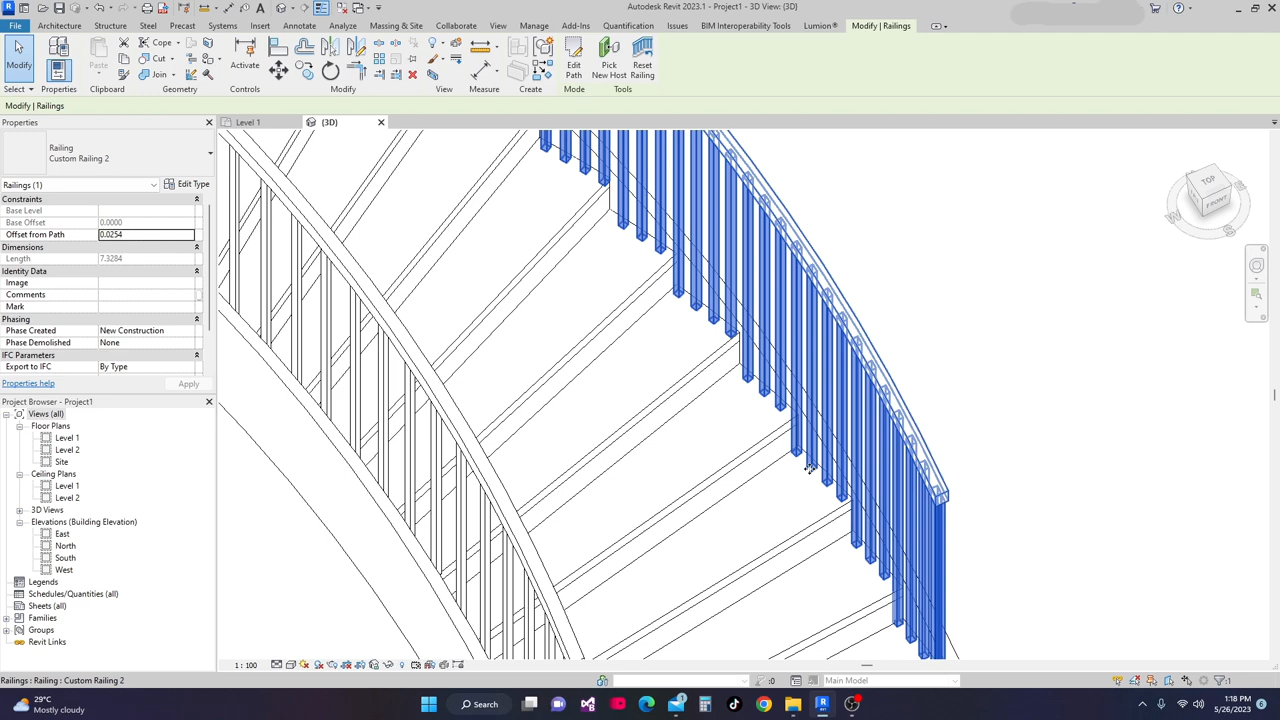 Autodesk Revit 2023.1 - Project1 - 3D View: {3D}
File Architecture Structure Steel Precast Systems Insert Annotate Analyze Massing & Site Collaborate View Manage Add-Ins Quantification Issues Interoperability Tools Lumion® Modify | Railings
Modify Paste Cope Cut Join Activate Edit Path Pick New Host Reset Railing
Select Properties Clipboard Geometry Controls Modify View Measure Create Mode Tools
Modify | Railings
Properties
Level 1
{3D}
Railing
Custom Railing 2
Railings (1) Edit Type
Constraints
Base Level
Base Offset 0.0000
Offset from Path 0.0254
Dimensions
Length 7.3284
Identity Data
Image
Comments
Mark
Phasing
Phase Created New Construction
Phase Demolished None
IFC Parameters
Export to IFC By Type
Properties help Apply
Project Browser - Project1
Views (all)
Floor Plans
Level 1
Level 2
Site
Ceiling Plans
Level 1
Level 2
3D Views
Elevations (Building Elevation)
East
North
South
West
Legends
Schedules/Quantities (all)
Sheets (all)
Families
Groups
Revit Links
TOP
FRONT
W
S
1 : 100
Railings : Railing : Custom Railing 2
:0
Main Model
:1
29°C
Mostly cloudy
Search
1:18 PM
5/26/2023